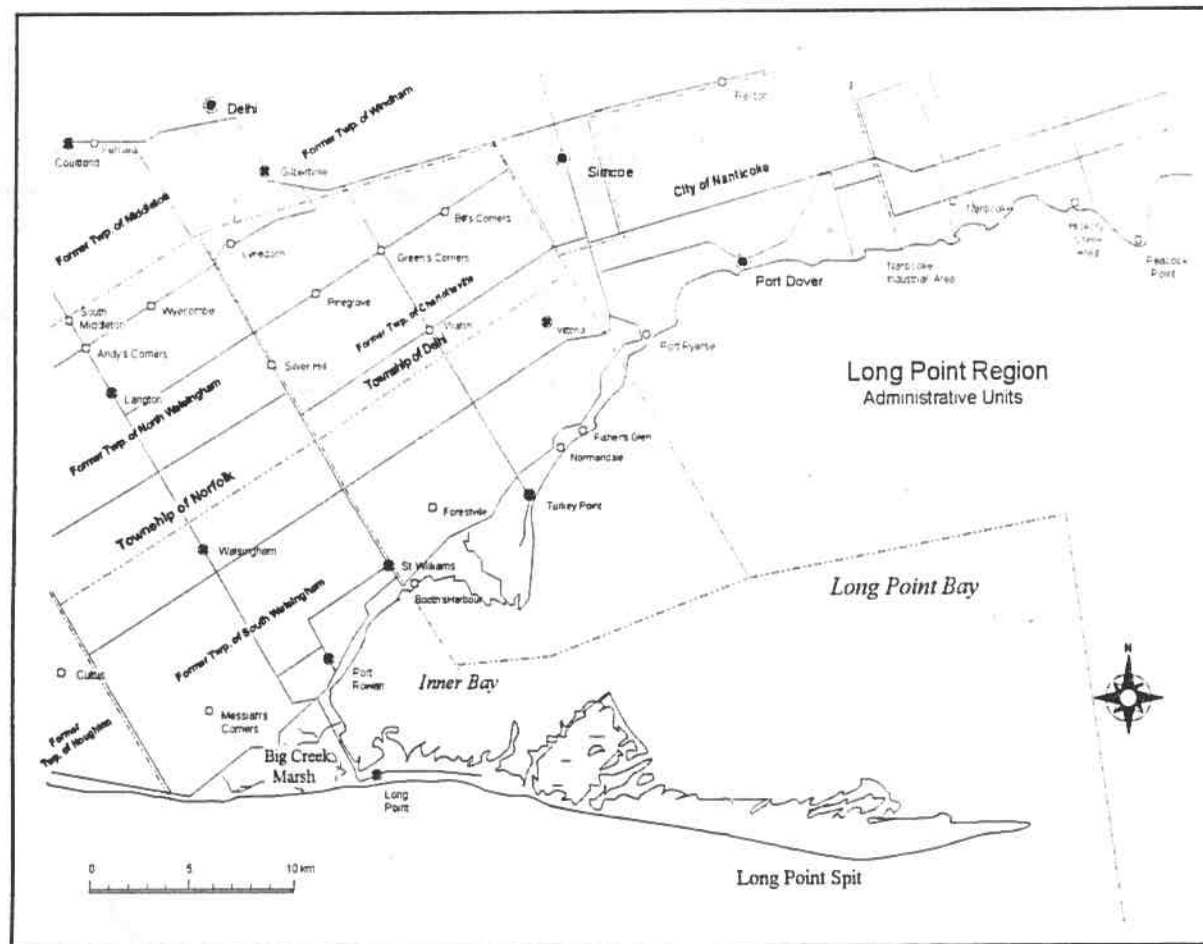 Delhi
Former Twp. of Windham
Courtland
Gilbertville
Simcoe
City of Nanticoke
Former Twp. of Middleton
Bill's Corners
Lynedoch
Green's Corners
Nanticoke
Port Dover
Nanticoke
Industrial Area
Peacock
Point
South
Middleton
Wyecombe
Pinegrove
Former Twp. of Charlotteville
Walsh
Vittoria
Port Ryerse
Andy's Corners
Silver Hill
Township of Delhi
Long Point Region
Administrative Units
Langton
Former Twp. of North Walsingham
Fisher's Glen
Normandale
Township of Norfolk
Forestville
Turkey Point
Walsingham
St Williams
Booth's Harbour
Long Point Bay
Former Twp. of South Walsingham
Cultus
Port
Rowan
Inner Bay
N
Messiah's
Corners
Former
Twp. of Houghton
Big Creek
Marsh
Long
Point
0 5 10 km
Long Point Spit